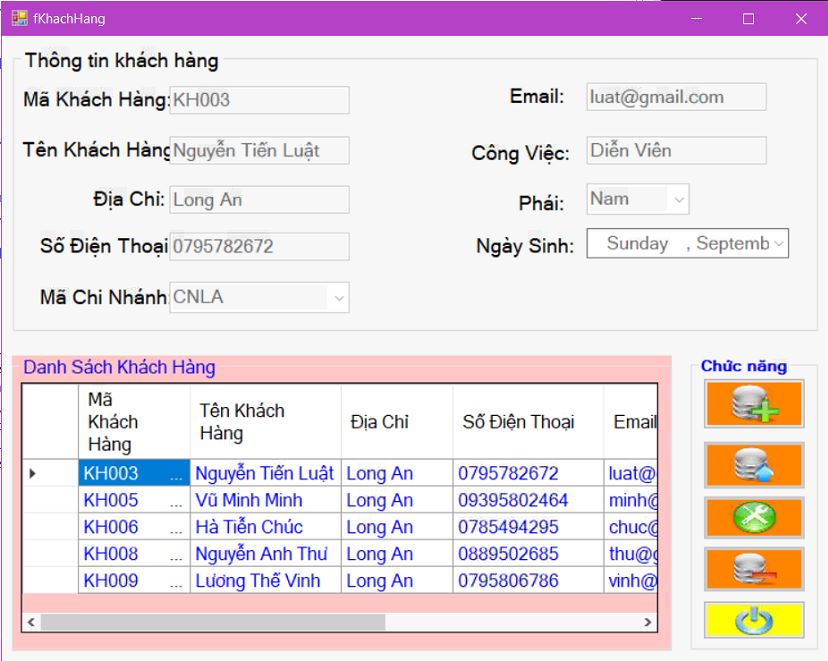 fKhachHang
Thông tin khách hàng
Mã Khách Hàng: KH003
Email: luat@gmail.com
Tên Khách Hàng Nguyễn Tiến Luật
Công Việc: Diễn Viên
Địa Chỉ: Long An
Phái: Nam
Số Điện Thoại 0795782672
Ngày Sinh: Sunday , Septemb
Mã Chi Nhánh: CNLA
Danh Sách Khách Hàng
Chức năng
Mã Khách Hàng Tên Khách Hàng Địa Chỉ Số Điện Thoại Email
KH003 ... Nguyễn Tiến Luật Long An 0795782672 luat@
KH005 ... Vũ Minh Minh Long An 09395802464 minh@
KH006 ... Hà Tiễn Chúc Long An 0785494295 chuc@
KH008 ... Nguyễn Anh Thư Long An 0889502685 thu@g
KH009 ... Lương Thế Vinh Long An 0795806786 vinh@